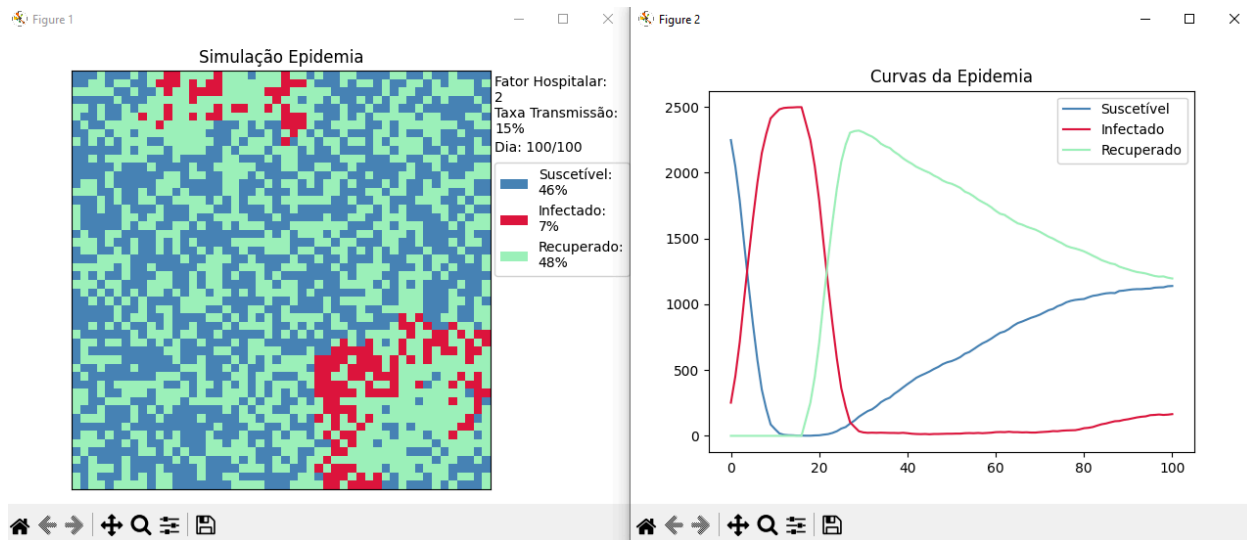 Figure 1
Simulação Epidemia
Fator Hospitalar:
2
Taxa Transmissão:
15%
Dia: 100/100
Suscetível:
46%
Infectado:
7%
Recuperado:
48%
Figure 2
Curvas da Epidemia
Suscetível
Infectado
Recuperado
2500
2000
1500
1000
500
0
0 20 40 60 80 100